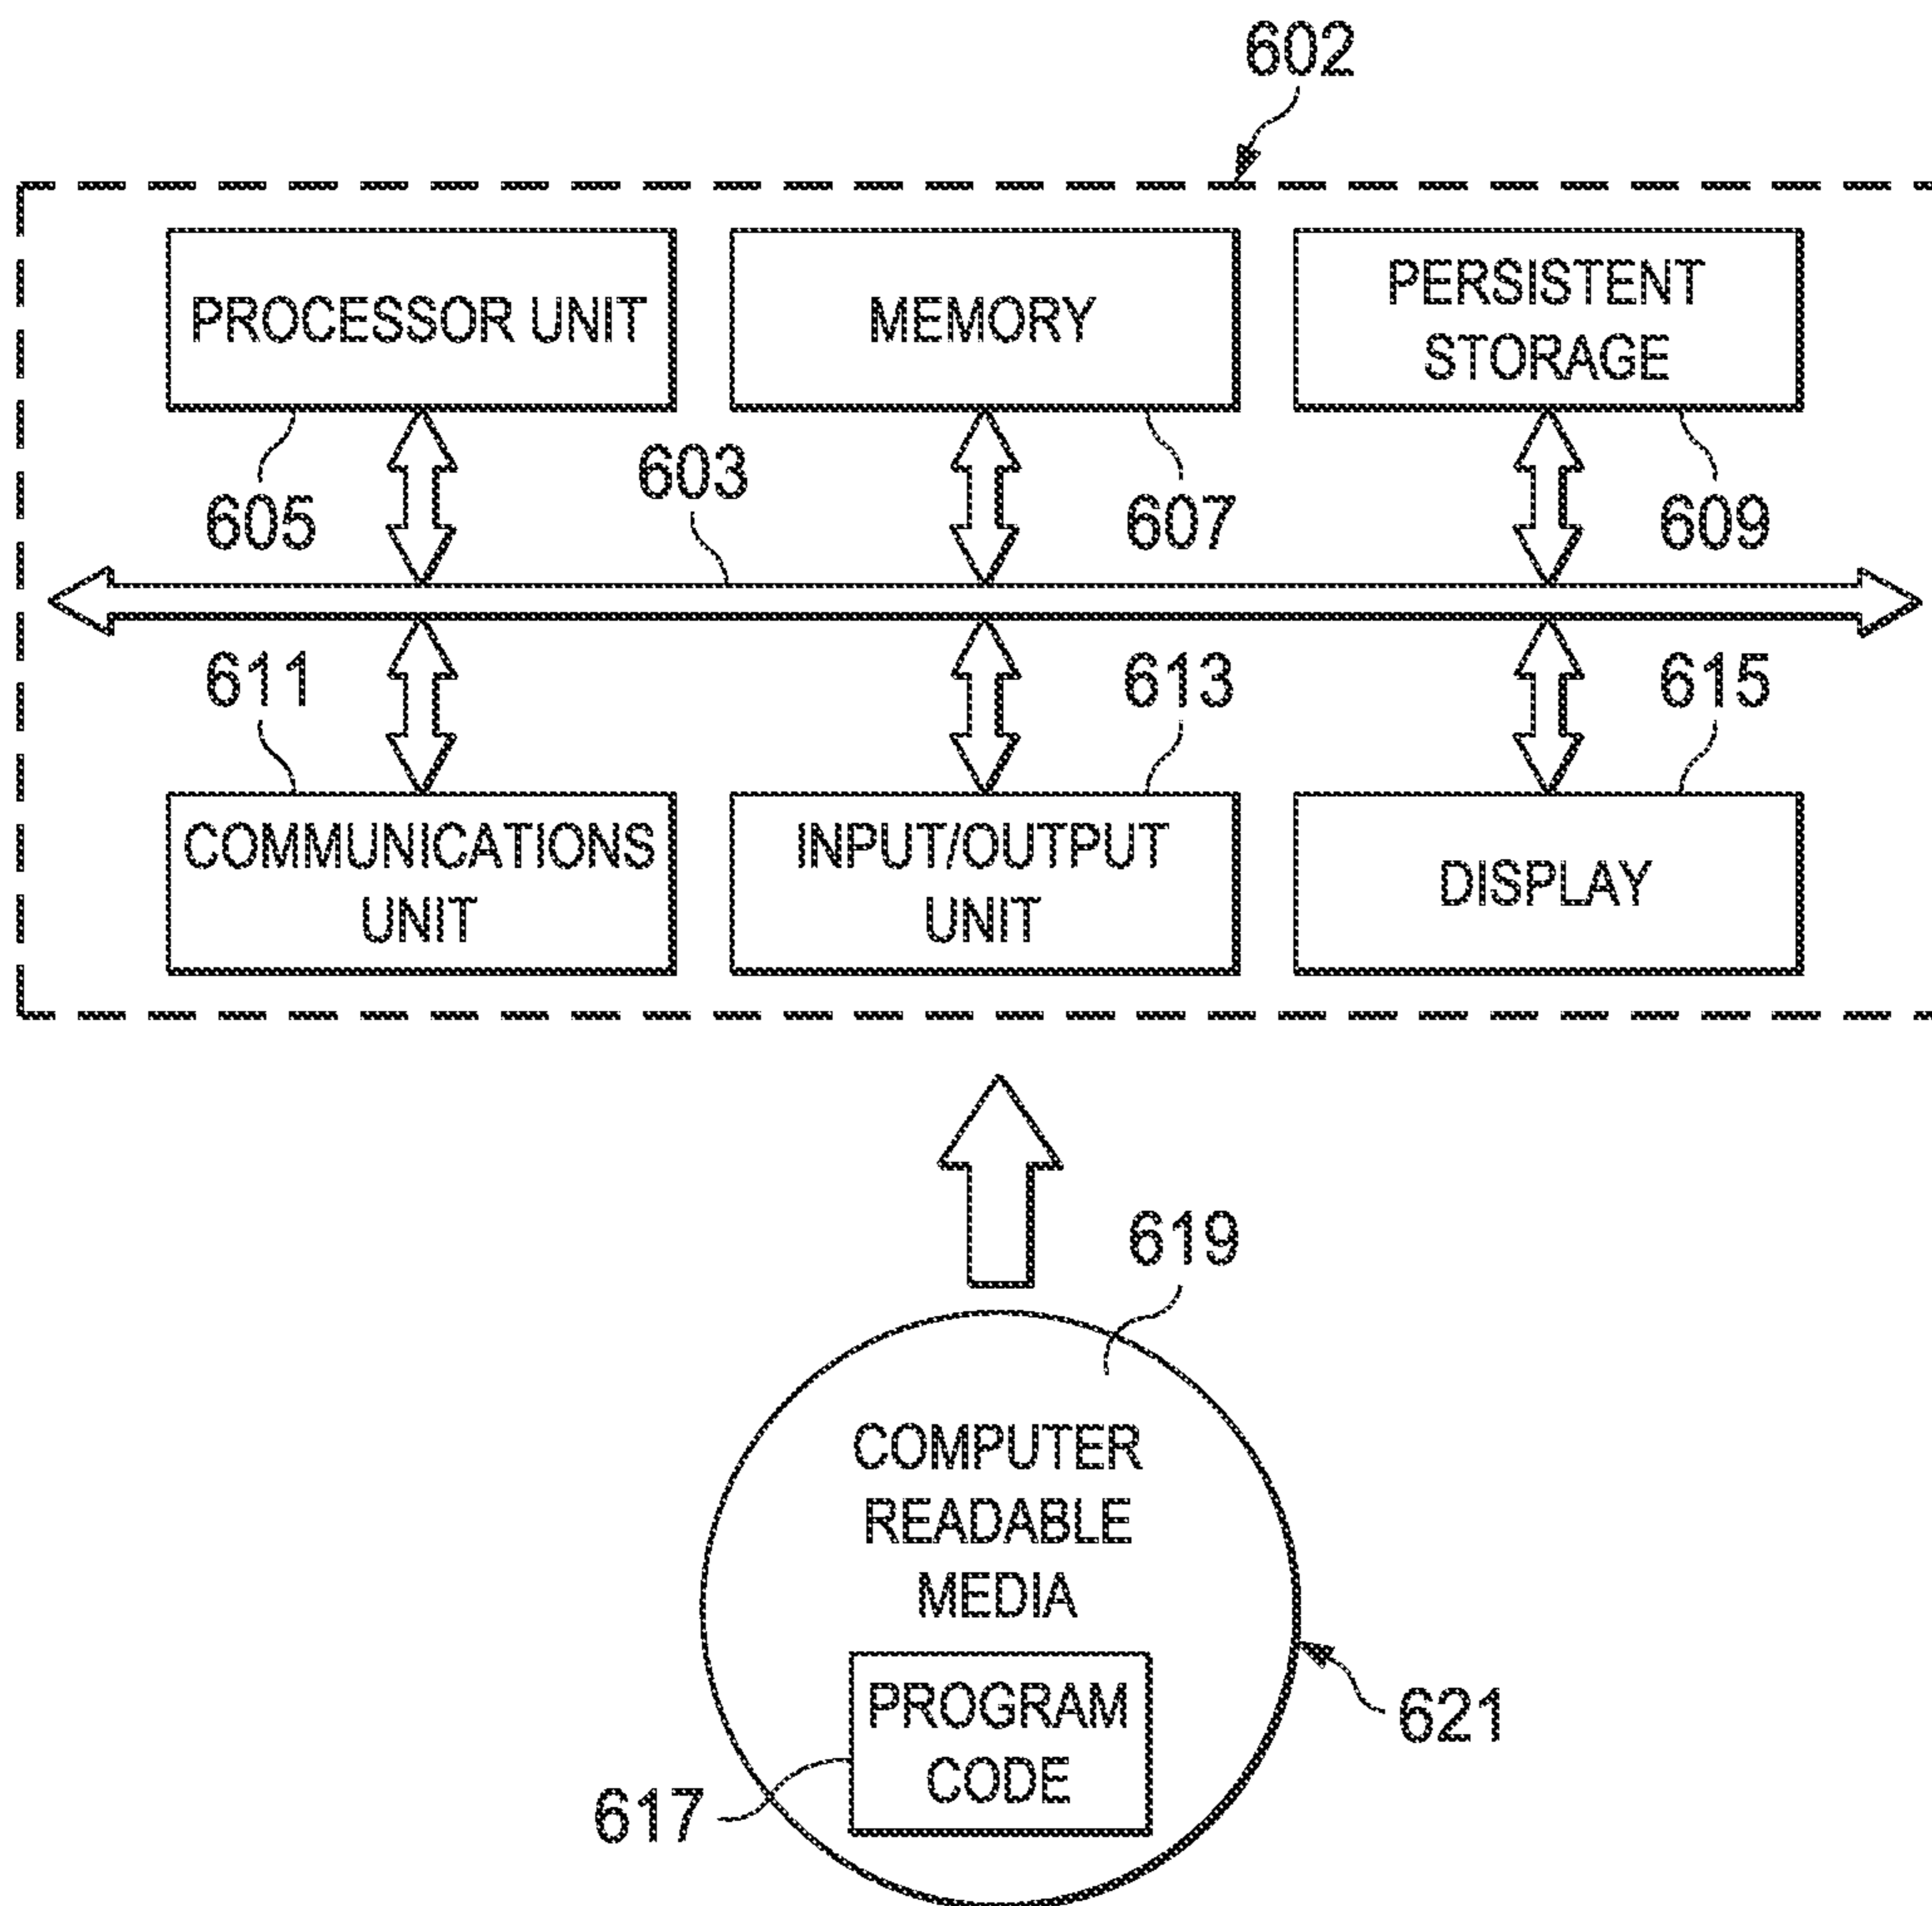 602
PROCESSOR UNIT
MEMORY
PERSISTENT
STORAGE
605
603
607
609
611
613
615
COMMUNICATIONS
UNIT
INPUT/OUTPUT
UNIT
DISPLAY
619
COMPUTER
READABLE
MEDIA
PROGRAM
CODE
621
617